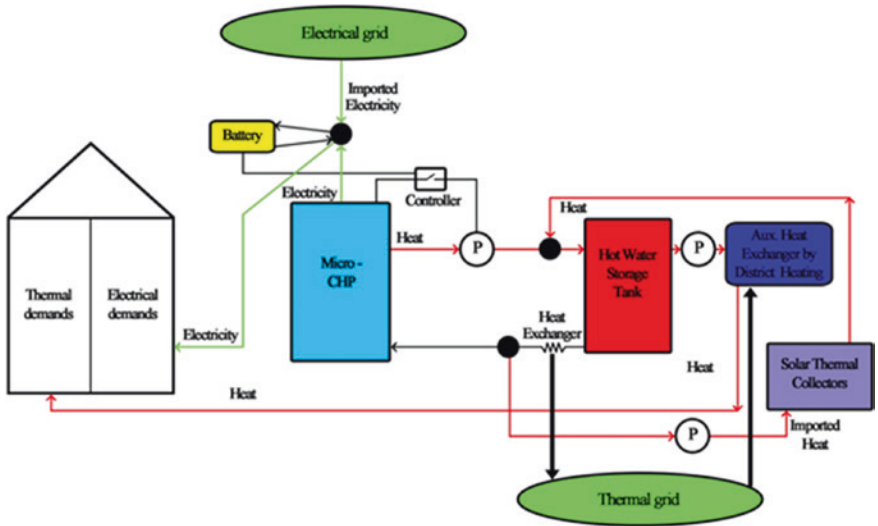 Electrical grid
Imported
Electricity
Battery
Electricity
Controller
Heat
P
Heat
Micro -
CHP
Hot Water
Storage
Tank
P
Aux. Heat
Exchanger by
District Heating
Thermal
demands
Electrical
demands
Electricity
Heat
Exchanger
Heat
Solar Thermal
Collectors
Heat
P
Imported
Heat
Thermal grid